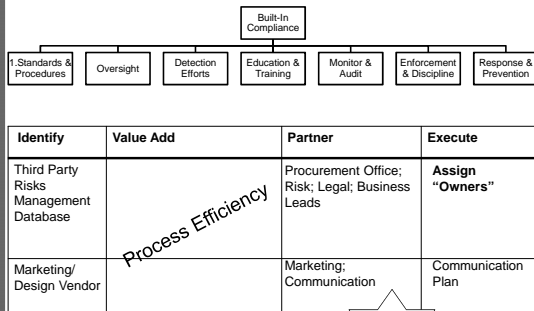 Built-In
Compliance
1.Standards &
Procedures
Oversight
Detection
Efforts
Education &
Training
Monitor &
Audit
Enforcement
& Discipline
Response &
Prevention
Identify
Value Add
Partner
Execute
Third Party
Risks
Management
Database
Process Efficiency
Procurement Office;
Risk; Legal; Business
Leads
Assign
“Owners”
Marketing/
Design Vendor
Marketing;
Communication
Communication
Plan